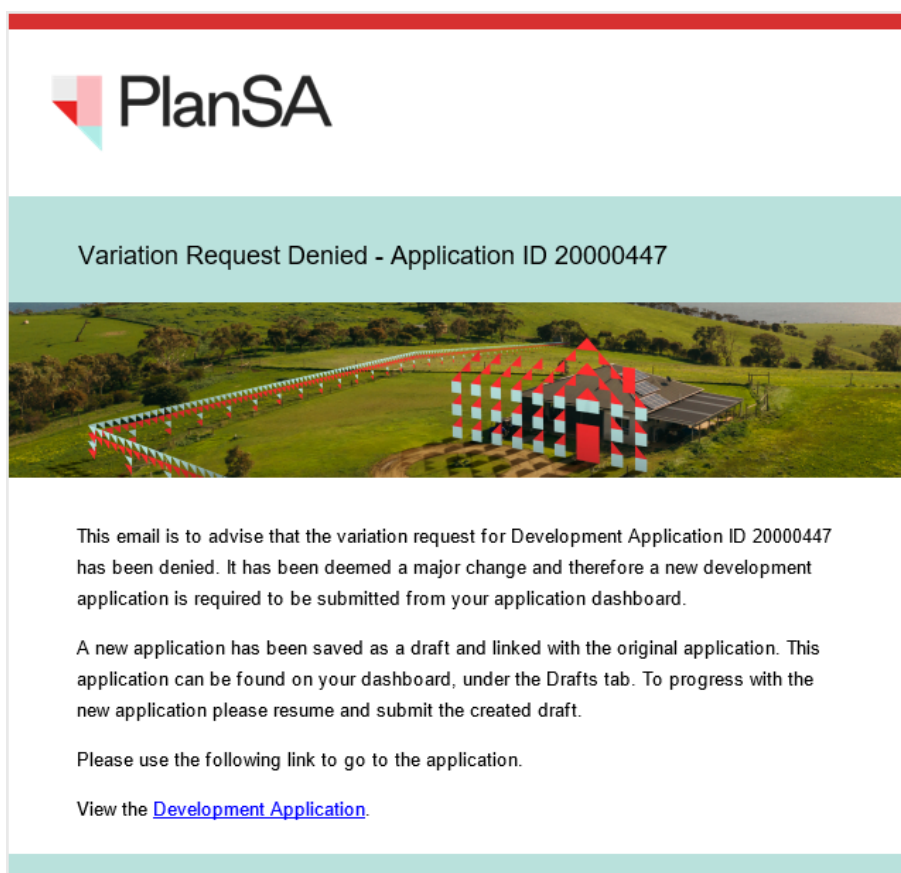 PlanSA
Variation Request Denied - Application ID 20000447
This email is to advise that the variation request for Development Application ID 20000447
has been denied. It has been deemed a major change and therefore a new development
application is required to be submitted from your application dashboard.
A new application has been saved as a draft and linked with the original application. This
application can be found on your dashboard, under the Drafts tab. To progress with the
new application please resume and submit the created draft.
Please use the following link to go to the application.
View the Development Application.